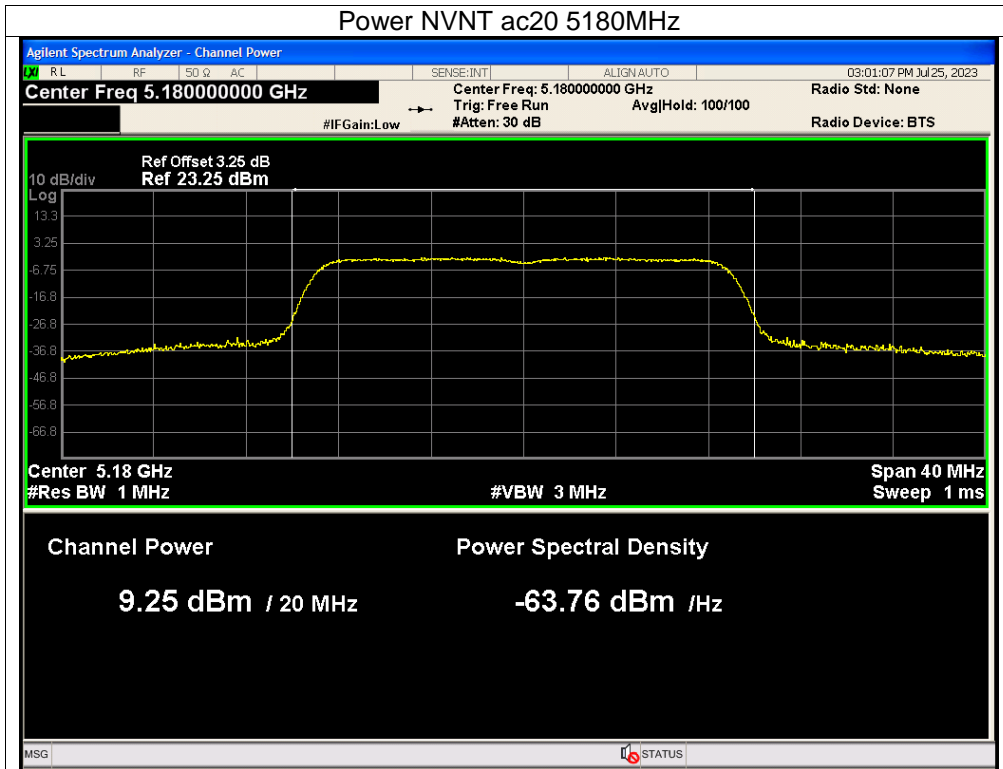 Power NVNT ac20 5180MHz
Agilent Spectrum Analyzer - Channel Power
LXI RL RF 50 Ω AC SENSE:INT ALIGN AUTO 03:01:07 PM Jul 25, 2023
Center Freq 5.180000000 GHz Center Freq: 5.180000000 GHz Radio Std: None
Trig: Free Run Avg|Hold: 100/100
#IFGain:Low #Atten: 30 dB Radio Device: BTS
Ref Offset 3.25 dB
10 dB/div Ref 23.25 dBm
Log
13.3
3.25
-6.75
-16.8
-26.8
-36.8
-46.8
-56.8
-66.8
Center 5.18 GHz Span 40 MHz
#Res BW 1 MHz #VBW 3 MHz Sweep 1 ms
Channel Power Power Spectral Density
9.25 dBm / 20 MHz -63.76 dBm /Hz
MSG STATUS